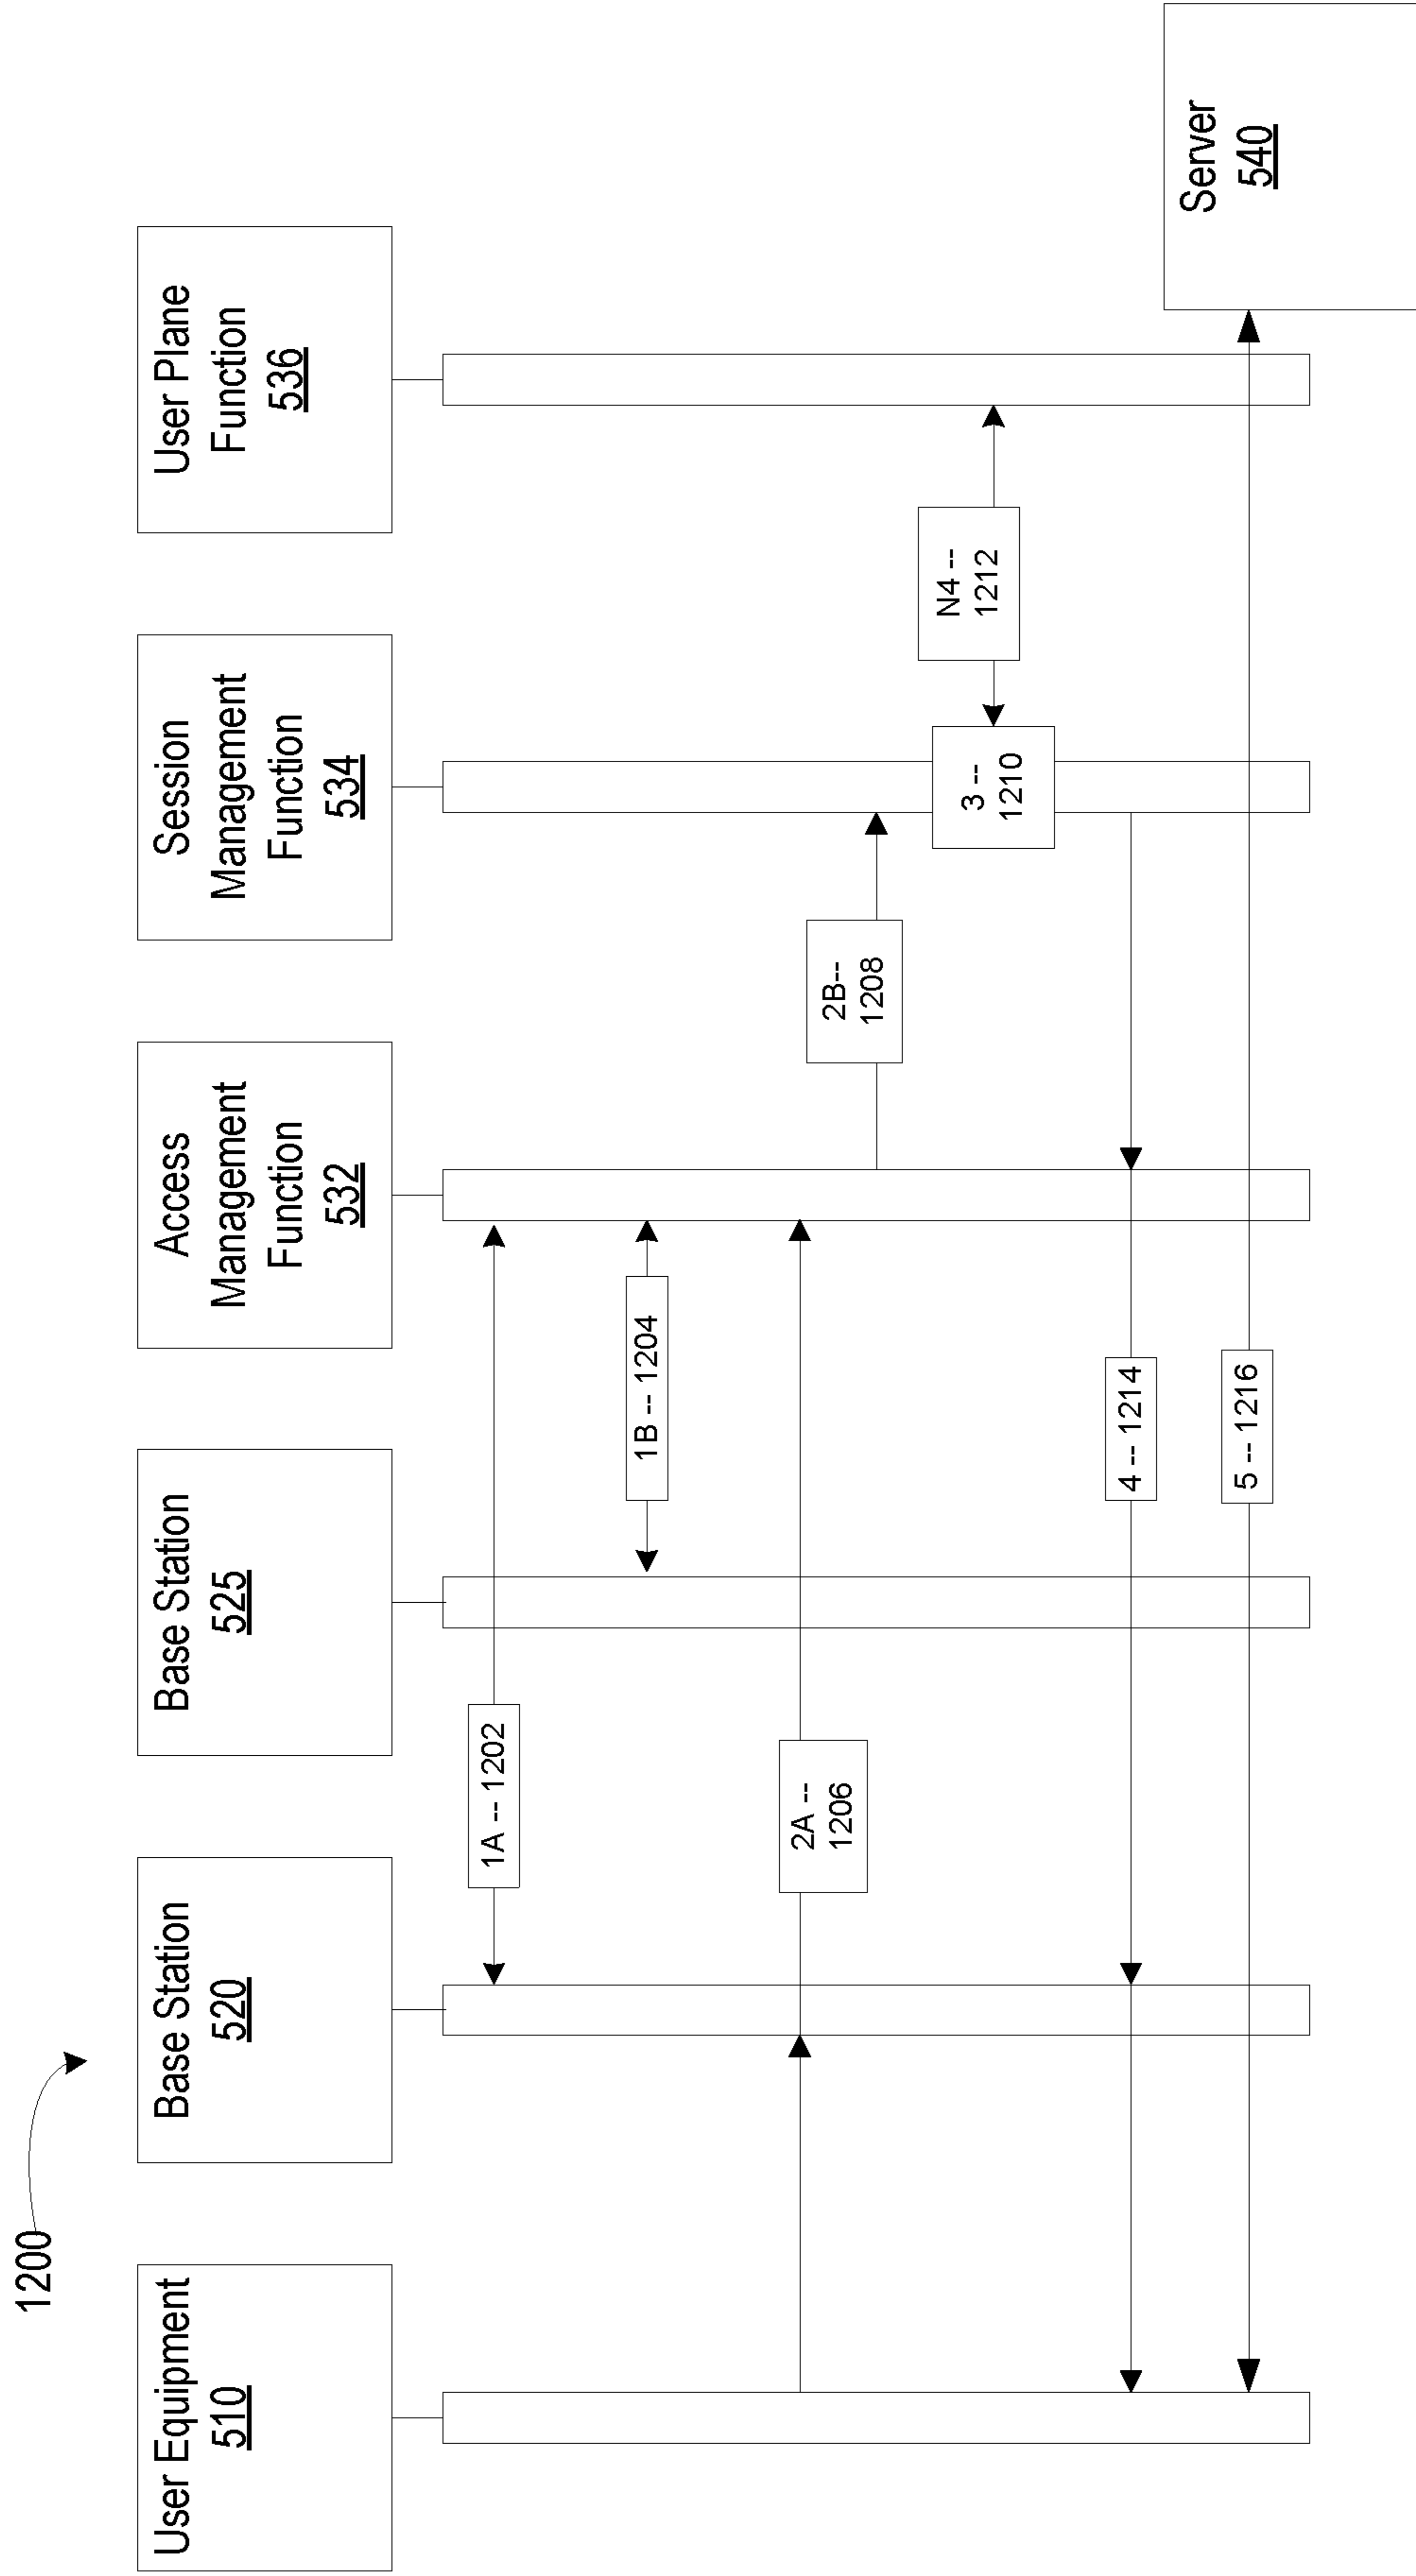 1200
User Equipment
510
Base Station
520
Base Station
525
Access
Management
Function
532
Session
Management
Function
534
User Plane
Function
536
1A -- 1202
1B -- 1204
2A --
1206
2B--
1208
3 --
1210
N4 --
1212
4 -- 1214
5 -- 1216
Server
540